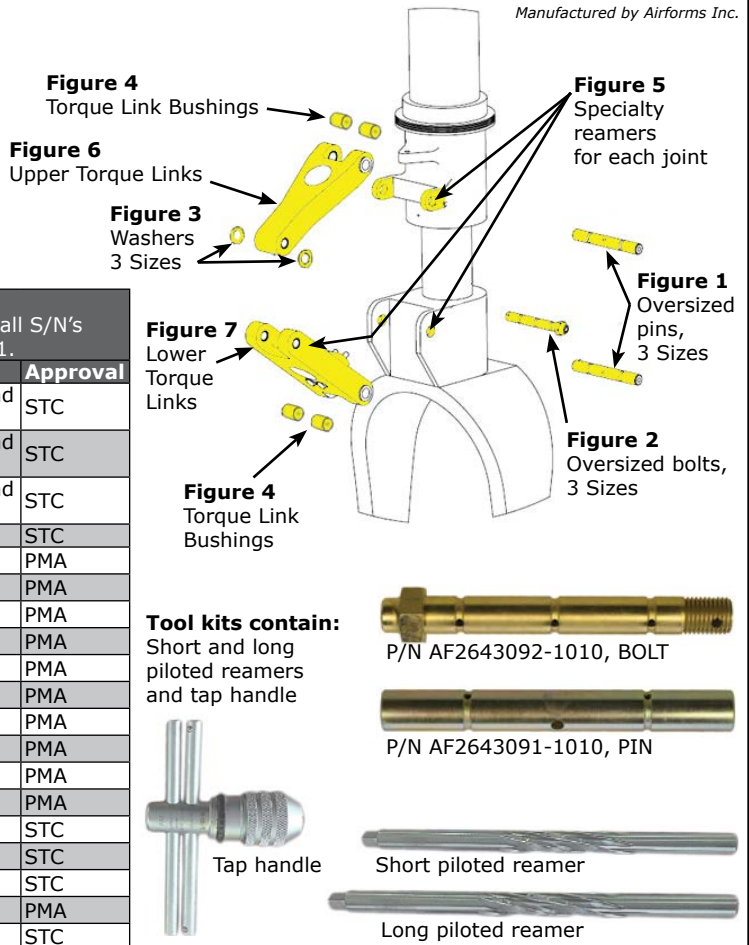 Manufactured by Airforms Inc.
Figure 4
Torque Link Bushings
Figure 6
Upper Torque Links
Figure 3
Washers
3 Sizes
Figure 5
Specialty
reamers
for each joint
Figure 1
Oversized
pins,
3 Sizes
Figure 7
Lower
Torque
Links
Figure 2
Oversized bolts,
3 Sizes
Figure 4
Torque Link
Bushings
all S/N's
1.
Approval
STC
STC
STC
STC
PMA
PMA
PMA
PMA
PMA
PMA
PMA
PMA
PMA
PMA
STC
STC
STC
PMA
STC
Tool kits contain:
Short and long
piloted reamers
and tap handle
P/N AF2643092-1010, BOLT
P/N AF2643091-1010, PIN
Tap handle
Short piloted reamer
Long piloted reamer